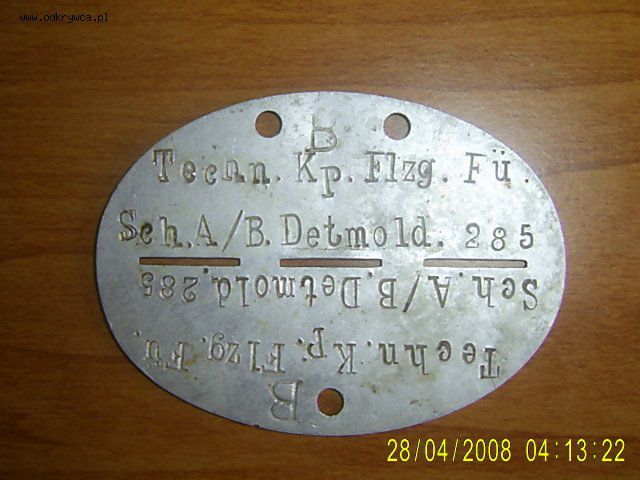 www.odkrywca.pl
B
Techn. Kp. Flzg. Fü.
Sch.A/B.Detmold. 285
Sch.A/B.Detmold.285
Techn.Kp.Flzg.Fü.
B
28/04/2008 04:13:22